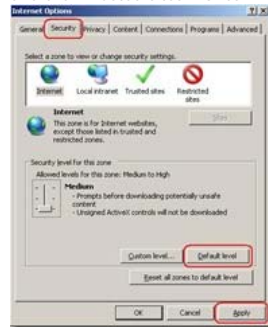 Internet Options
General Security Privacy Content Connections Programs Advanced
Select a zone to view or change security settings.
Internet Local intranet Trusted sites Restricted
sites
Internet
Sites
This zone is for Internet websites,
except those listed in trusted and
restricted zones.
Security level for this zone
Allowed levels for this zone: Medium to High
Medium
- Prompts before downloading potentially unsafe
content
- Unsigned ActiveX controls will not be downloaded
Custom level... Default level
Reset all zones to default level
OK Cancel Apply